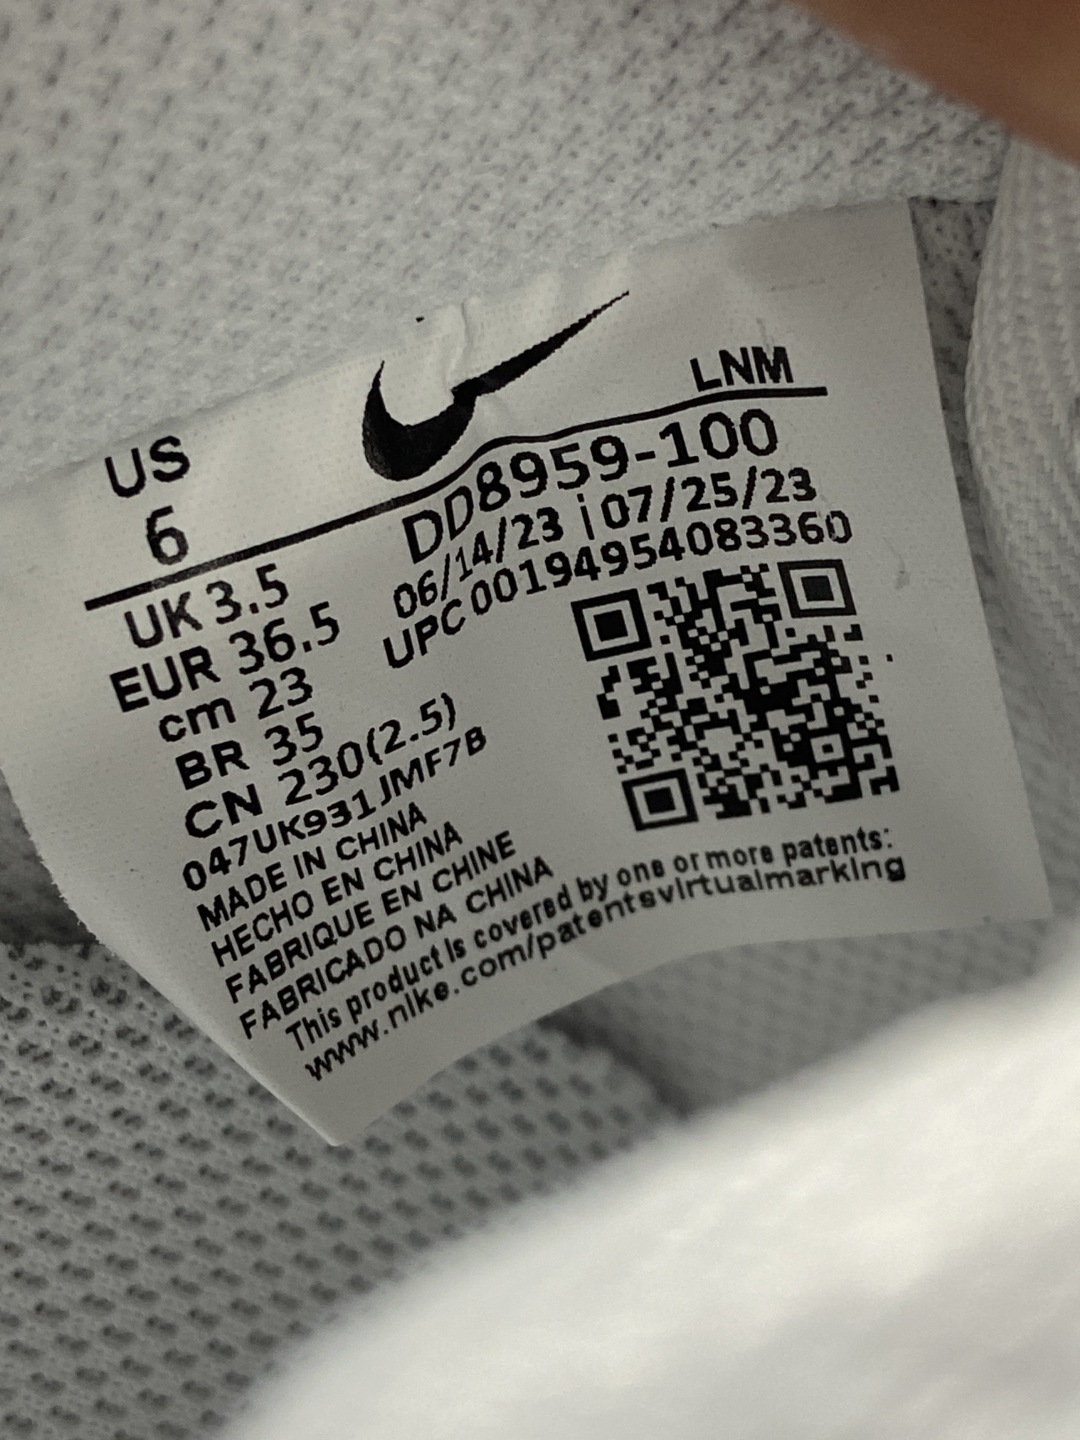 LNM
US
6
DD8959-100
06/14/23 ¡ 07/25/23
UPC 00194954083360
UK 3.5
EUR 36.5
cm 23
BR 35
CN 230(2.5)
047UK931JMF7B
MADE IN CHINA
HECHO EN CHINA
FABRIQUE EN CHINE
FABRICADO NA CHINA
This product is covered by one or more patents:
www.nike.com/patentsvirtualmarking